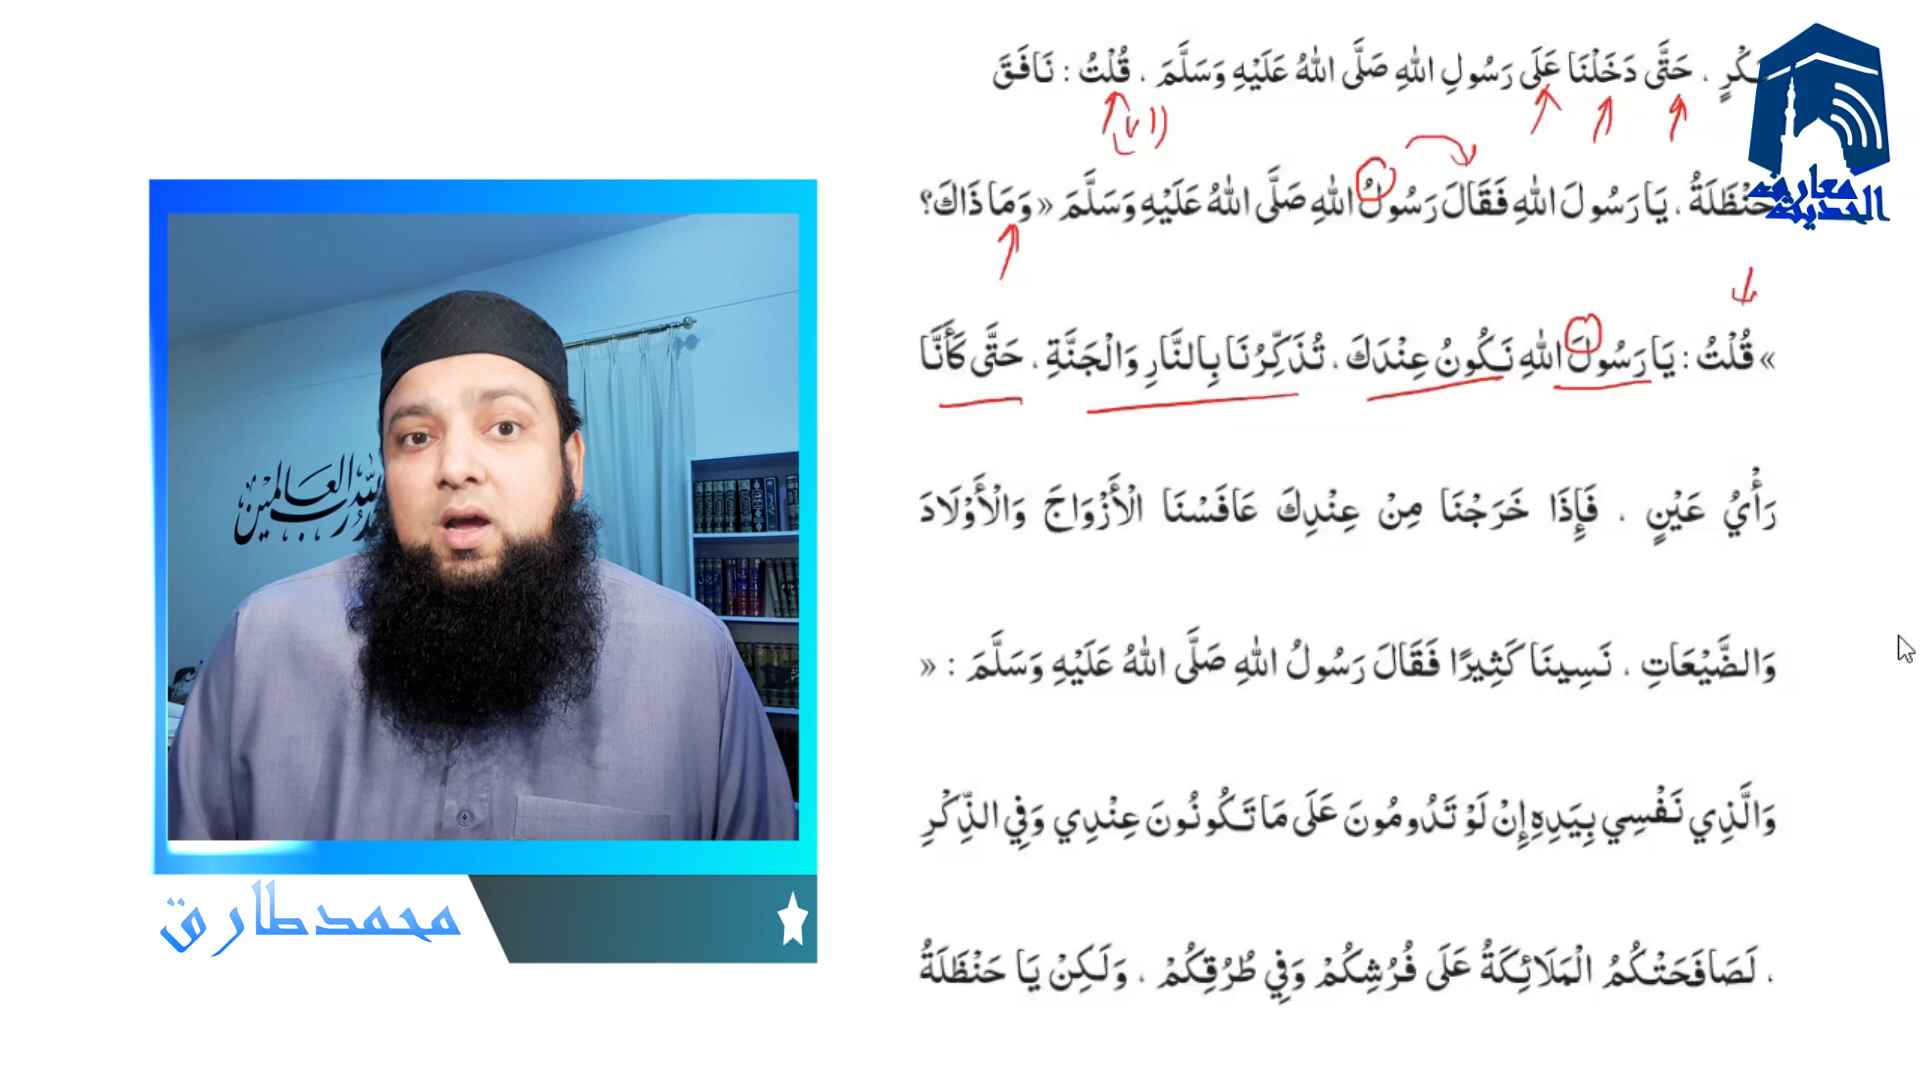 بَكْرٍ ، حَتَّى دَخَلْنَا عَلَى رَسُولِ اللهِ صَلَّى اللهُ عَلَيْهِ وَسَلَّمَ ، قُلْتُ : نَافَقَ
حَنْظَلَةُ ، يَا رَسُولَ اللهِ فَقَالَ رَسُولُ اللهِ صَلَّى اللهُ عَلَيْهِ وَسَلَّمَ « وَمَا ذَاكَ؟
» قُلْتُ : يَا رَسُولَ اللهِ نَكُونُ عِنْدَكَ ، تُذَكِّرُنَا بِالنَّارِ وَالْجَنَّةِ ، حَتَّى كَأَنَّا
رَأْيُ عَيْنٍ ، فَإِذَا خَرَجْنَا مِنْ عِنْدِكَ عَافَسْنَا الْأَزْوَاجَ وَالْأَوْلَادَ
وَالضَّيْعَاتِ ، نَسِينَا كَثِيرًا فَقَالَ رَسُولُ اللهِ صَلَّى اللهُ عَلَيْهِ وَسَلَّمَ : «
وَالَّذِي نَفْسِي بِيَدِهِ إِنْ لَوْ تَدُومُونَ عَلَى مَا تَكُونُونَ عِنْدِي وَفِي الذِّكْرِ
، لَصَافَحَتْكُمُ الْمَلَائِكَةُ عَلَى فُرُشِكُمْ وَفِي طُرُقِكُمْ ، وَلَكِنْ يَا حَنْظَلَةُ
معارف
الحديث
رب العالمين
محمد طارق